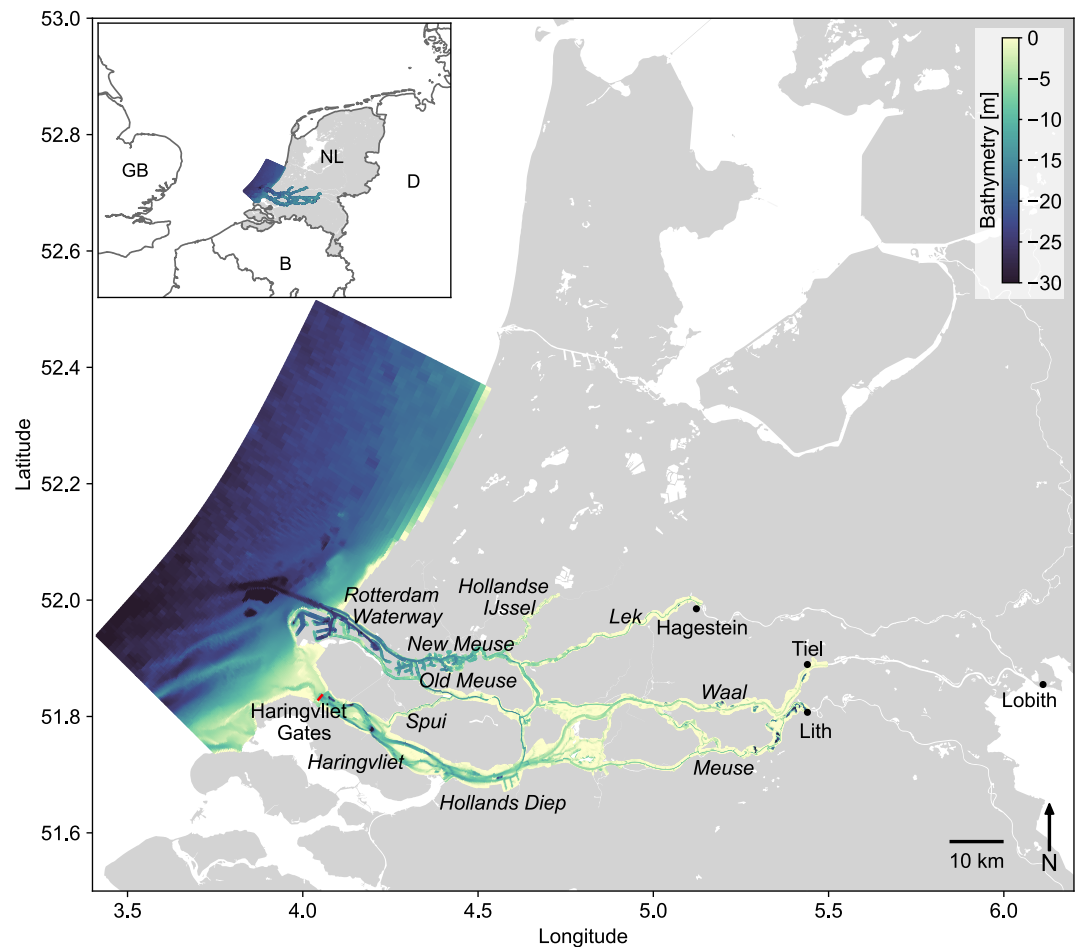 53.0
52.8
52.6
52.4
52.2
52.0
51.8
51.6
Latitude
3.5
4.0
4.5
5.0
5.5
6.0
Longitude
GB
NL
D
B
Bathymetry [m]
0
−5
−10
−15
−20
−25
−30
Rotterdam
Waterway
Hollandse
IJssel
New Meuse
Old Meuse
Lek
Hagestein
Tiel
Lobith
Waal
Lith
Meuse
Spui
Haringvliet
Gates
Haringvliet
Hollands Diep
10 km
N